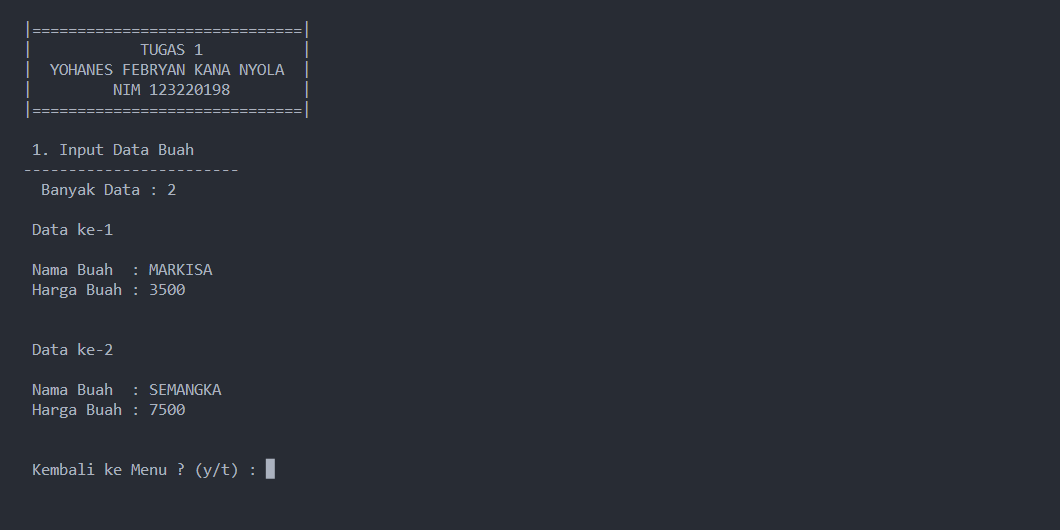 |==============================|
|            TUGAS 1           |
|  YOHANES FEBRYAN KANA NYOLA  |
|         NIM 123220198        |
|==============================|
1. Input Data Buah
------------------------
Banyak Data : 2
Data ke-1
Nama Buah  : MARKISA
Harga Buah : 3500
Data ke-2
Nama Buah  : SEMANGKA
Harga Buah : 7500
Kembali ke Menu ? (y/t) :